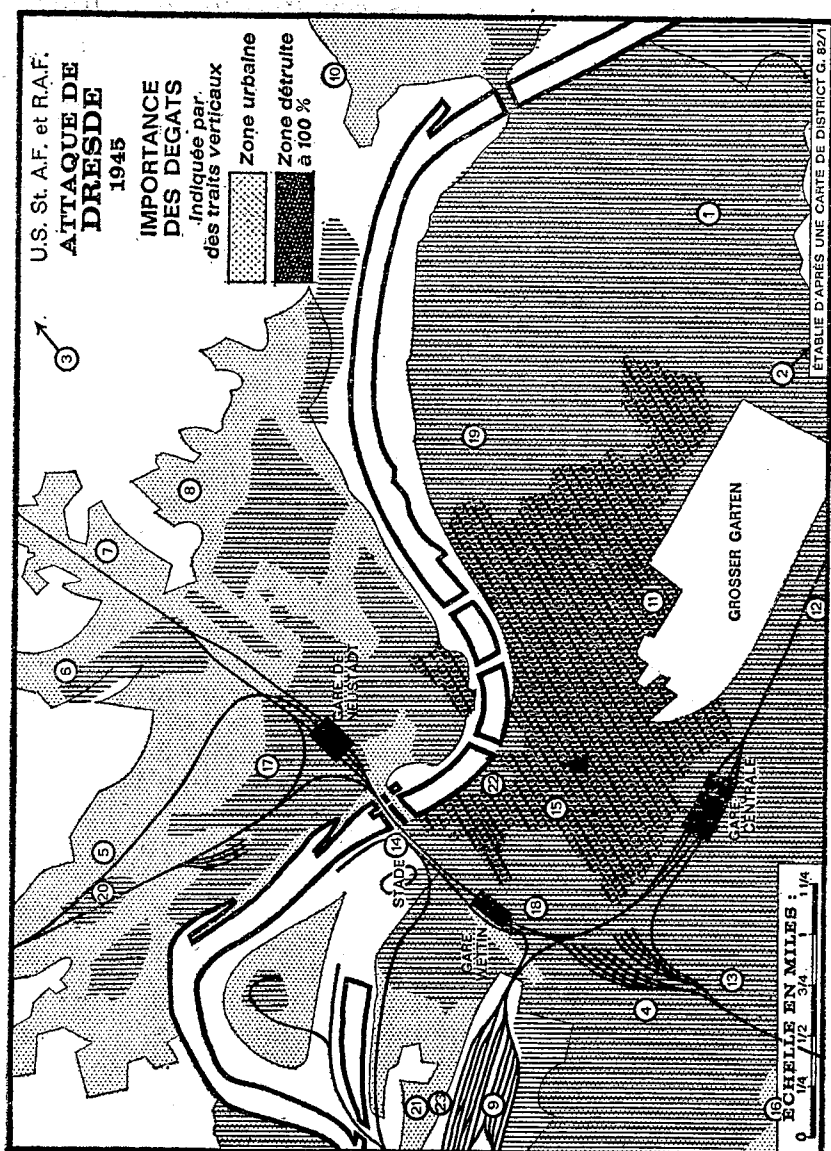 U.S. St. A.F. et R.A.F.
ATTAQUE DE
DRESDE
1945
IMPORTANCE
DES DEGATS
Indiquée par
des traits verticaux
Zone urbaine
Zone détruite
à 100 %
10
3
7
8
6
GARE DE
NEUSTADT
17
5
20
14
STADE
22
15
19
1
2
11
GROSSER GARTEN
12
GARE
CENTRALE
GARE
WETTIN
18
13
4
21
23
9
16
ECHELLE EN MILES :
0 1/4 1/2 3/4 1 1 1/4
ÉTABLIE D'APRÈS UNE CARTE DE DISTRICT G. 82/1